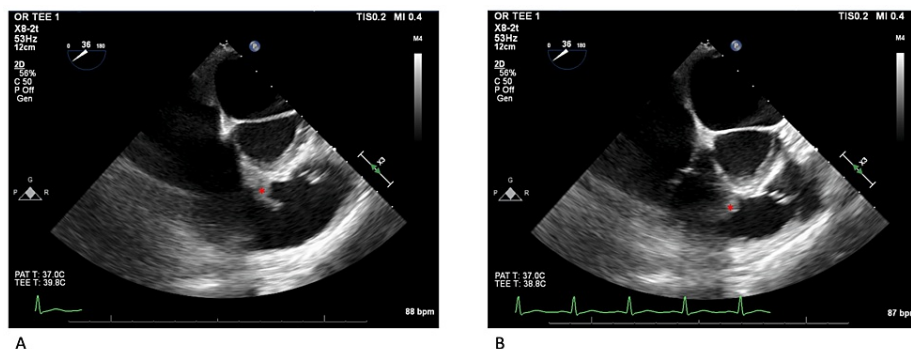 OR TEE 1
TIS0.2 MI 0.4
X8-2t
53Hz
12cm
0 36 180
M4
2D
56%
C 50
P Off
Gen
G
P R
PAT T: 37.0C
TEE T: 39.8C
88 bpm
A
OR TEE 1
TIS0.2 MI 0.4
X8-2t
53Hz
12cm
0 36 180
M4
2D
56%
C 50
P Off
Gen
G
P R
PAT T: 37.0C
TEE T: 38.8C
87 bpm
B